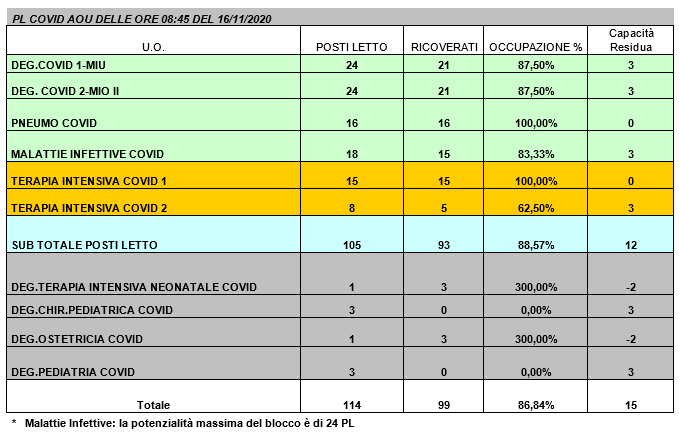 PL COVID AOU DELLE ORE 08:45 DEL 16/11/2020
U.O. POSTI LETTO RICOVERATI OCCUPAZIONE % Capacità Residua
DEG.COVID 1-MIU 24 21 87,50% 3
DEG. COVID 2-MIO II 24 21 87,50% 3
PNEUMO COVID 16 16 100,00% 0
MALATTIE INFETTIVE COVID 18 15 83,33% 3
TERAPIA INTENSIVA COVID 1 15 15 100,00% 0
TERAPIA INTENSIVA COVID 2 8 5 62,50% 3
SUB TOTALE POSTI LETTO 105 93 88,57% 12
DEG.TERAPIA INTENSIVA NEONATALE COVID 1 3 300,00% -2
DEG.CHIR.PEDIATRICA COVID 3 0 0,00% 3
DEG.OSTETRICIA COVID 1 3 300,00% -2
DEG.PEDIATRIA COVID 3 0 0,00% 3
Totale 114 99 86,84% 15
* Malattie Infettive: la potenzialità massima del blocco è di 24 PL